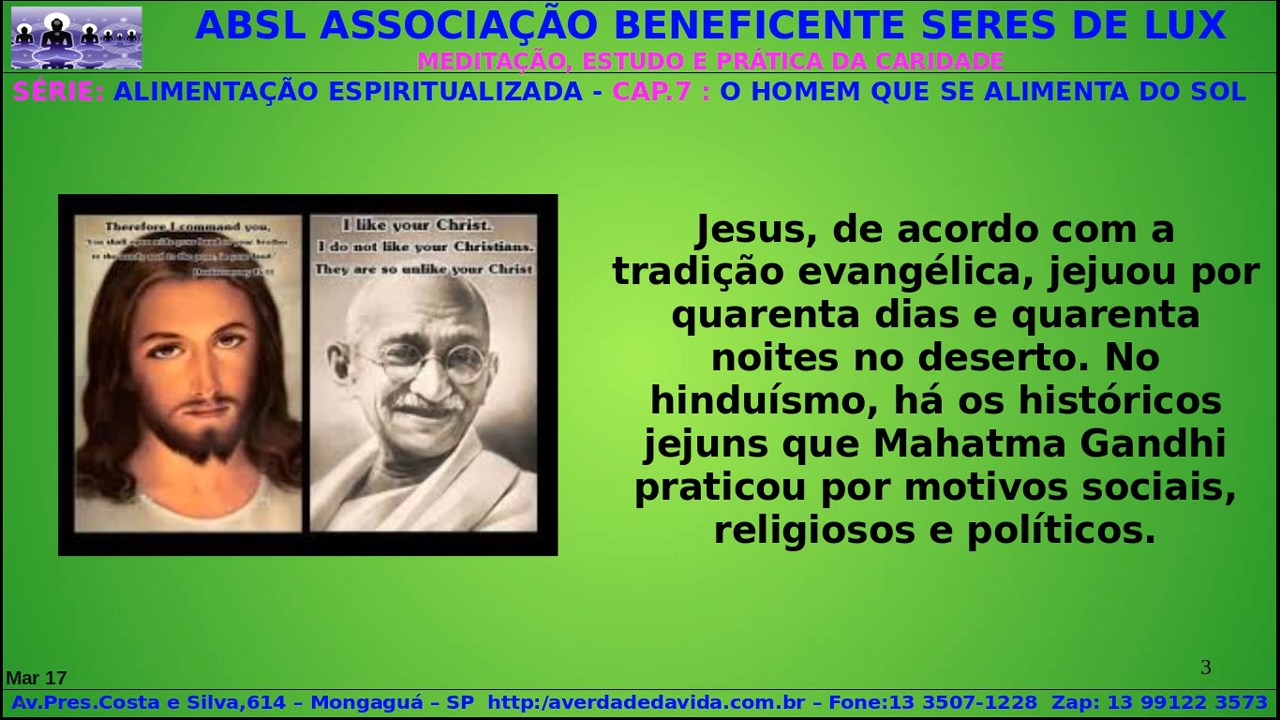 ABSL ASSOCIAÇÃO BENEFICENTE SERES DE LUX
MEDITAÇÃO, ESTUDO E PRÁTICA DA CARIDADE
SÉRIE: ALIMENTAÇÃO ESPIRITUALIZADA - CAP.7 : O HOMEM QUE SE ALIMENTA DO SOL
Therefore I command you,
I like your Christ.
I do not like your Christians.
They are so unlike your Christ
Jesus, de acordo com a
tradição evangélica, jejuou por
quarenta dias e quarenta
noites no deserto. No
hinduísmo, há os históricos
jejuns que Mahatma Gandhi
praticou por motivos sociais,
religiosos e políticos.
Mar 17
3
Av.Pres.Costa e Silva,614 – Mongaguá – SP http:/averdadedavida.com.br – Fone:13 3507-1228 Zap: 13 99122 3573